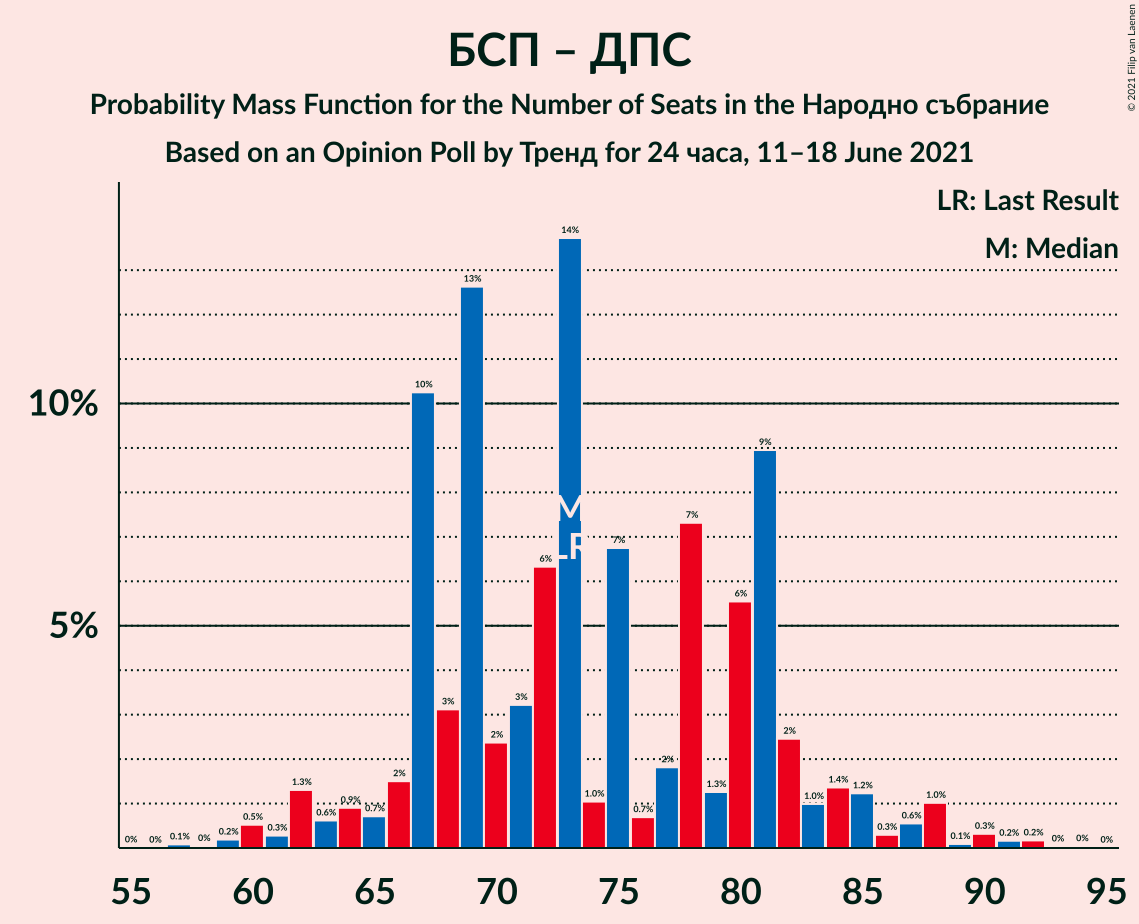 БСП – ДПС
Probability Mass Function for the Number of Seats in the Народно събрание
Based on an Opinion Poll by Тренд for 24 часа, 11–18 June 2021
© 2021 Filip van Laenen
LR: Last Result
M: Median
10%
5%
0% 0% 0.1% 0% 0.2% 0.5% 0.3% 1.3% 0.6% 0.9% 0.7% 2% 10% 3% 13% 2% 3% 6% 14% 1.0% 7% 0.7% 2% 7% 1.3% 6% 9% 2% 1.0% 1.4% 1.2% 0.3% 0.6% 1.0% 0.1% 0.3% 0.2% 0.2% 0% 0% 0%
M
LR
55 60 65 70 75 80 85 90 95